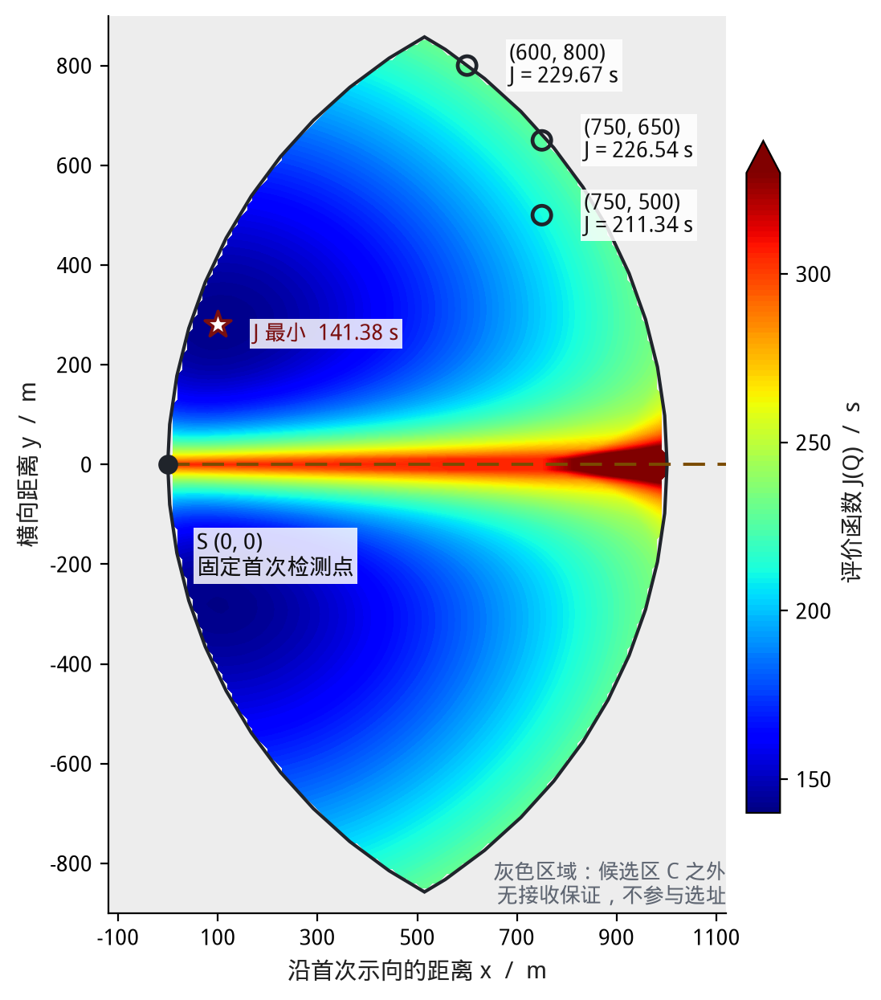 (600, 800)
J = 229.67 s
(750, 650)
J = 226.54 s
(750, 500)
J = 211.34 s
J 最小 141.38 s
S (0, 0)
固定首次检测点
灰色区域：候选区 C 之外
无接收保证，不参与选址
800
600
400
200
0
-200
-400
-600
-800
横向距离 y / m
-100
100
300
500
700
900
1100
沿首次示向的距离 x / m
300
250
200
150
评价函数 J(Q) / s